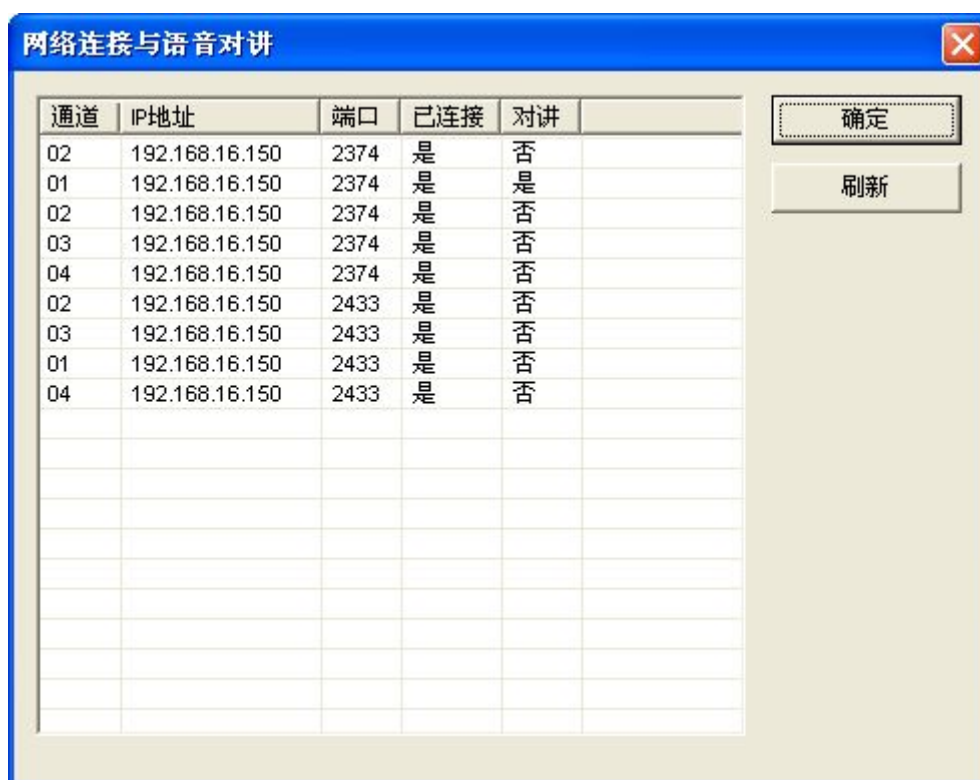 网络连接与语音对讲
通道 IP地址 端口 已连接 对讲
02 192.168.16.150 2374 是 否
01 192.168.16.150 2374 是 是
02 192.168.16.150 2374 是 否
03 192.168.16.150 2374 是 否
04 192.168.16.150 2374 是 否
02 192.168.16.150 2433 是 否
03 192.168.16.150 2433 是 否
01 192.168.16.150 2433 是 否
04 192.168.16.150 2433 是 否
确定
刷新